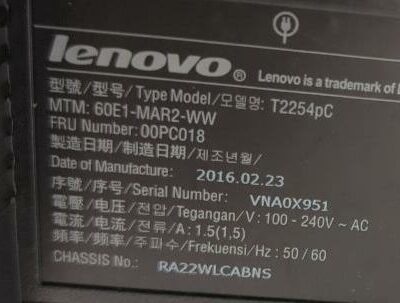 lenovo® Lenovo is a trademark of
型號/型号/Type Model/모델명: T2254pC
MTM: 60E1-MAR2-WW
FRU Number: 00PC018
製造日期/制造日期/제조년월/
Date of Manufacture: 2016.02.23
序號/序号/Serial Number: VNA0X951
電壓/电压/전압/Tegangan/V: 100-240V ~ AC
電流/电流/전류/A: 1.5(1,5)
頻率/频率/주파수/Frekuensi/Hz: 50/60
CHASSIS No.: RA22WLCABNS